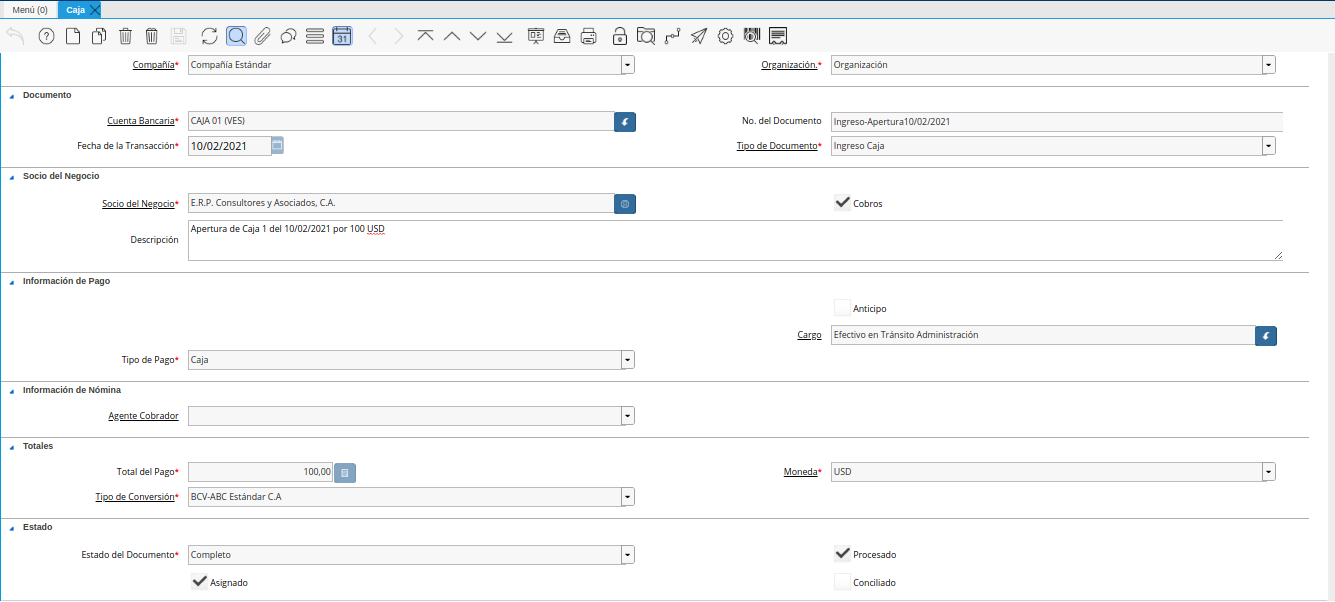 Menú (0) Caja
31
Compañía* Compañía Estándar Organización.* Organización
Documento
Cuenta Bancaria* CAJA 01 (VES) No. del Documento Ingreso-Apertura10/02/2021
Fecha de la Transacción* 10/02/2021 Tipo de Documento* Ingreso Caja
Socio del Negocio
Socio del Negocio* E.R.P. Consultores y Asociados, C.A. Cobros
Descripción Apertura de Caja 1 del 10/02/2021 por 100 USD
Información de Pago
Anticipo
Cargo Efectivo en Tránsito Administración
Tipo de Pago* Caja
Información de Nómina
Agente Cobrador
Totales
Total del Pago* 100,00 Moneda* USD
Tipo de Conversión* BCV-ABC Estándar C.A
Estado
Estado del Documento* Completo Procesado
Asignado Conciliado